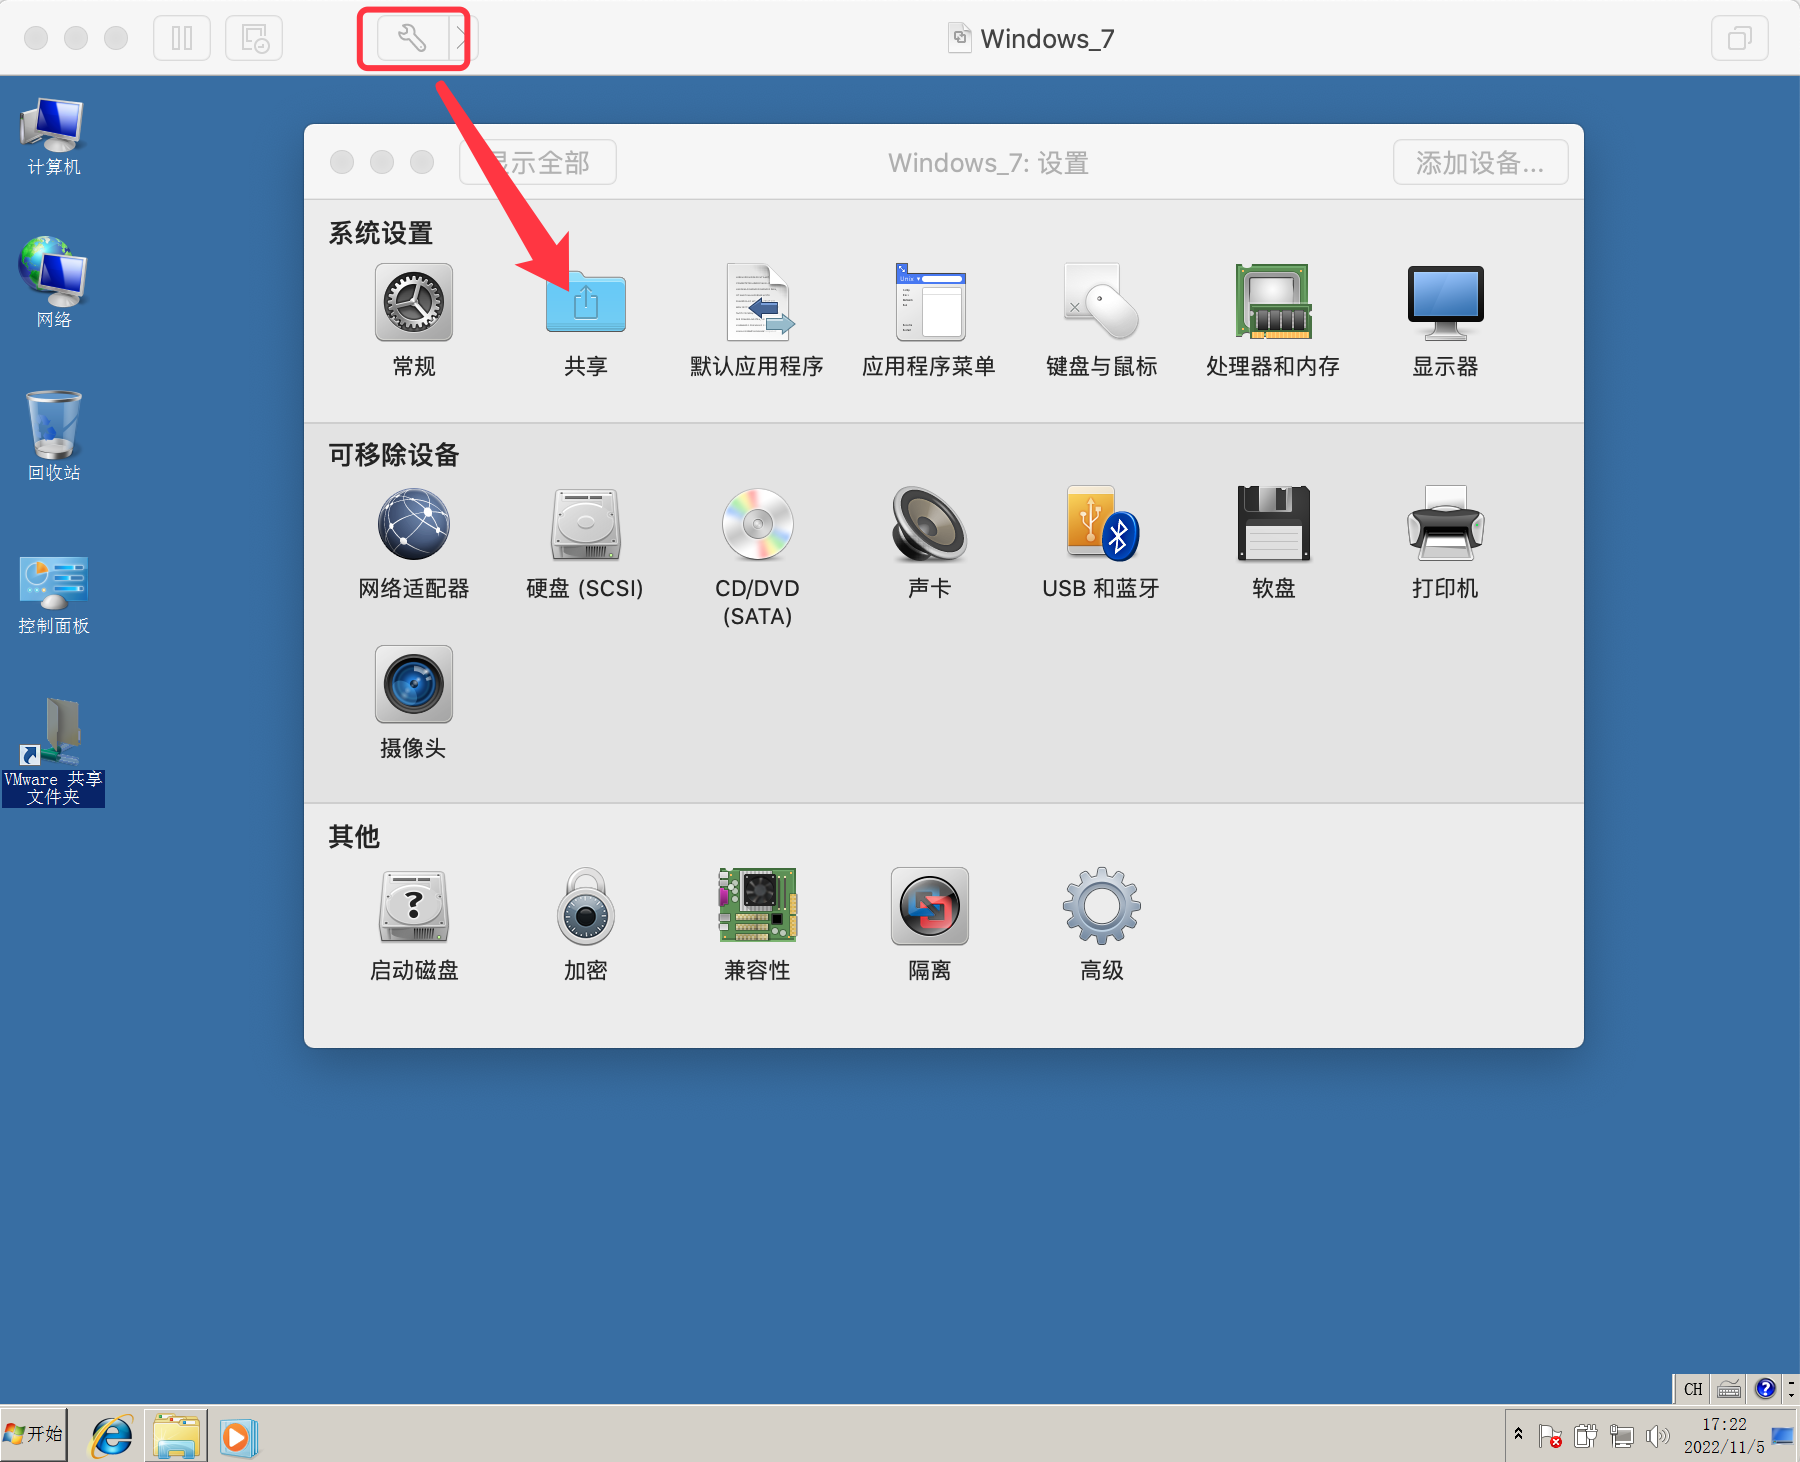 Windows_7
计算机
网络
回收站
控制面板
VMware 共享
文件夹
示全部
Windows_7: 设置
添加设备...
系统设置
常规
共享
默认应用程序
Unix
应用程序菜单
键盘与鼠标
处理器和内存
显示器
可移除设备
网络适配器
硬盘 (SCSI)
CD/DVD
(SATA)
声卡
USB 和蓝牙
软盘
打印机
摄像头
其他
启动磁盘
加密
兼容性
隔离
高级
CH
开始
17:22
2022/11/5